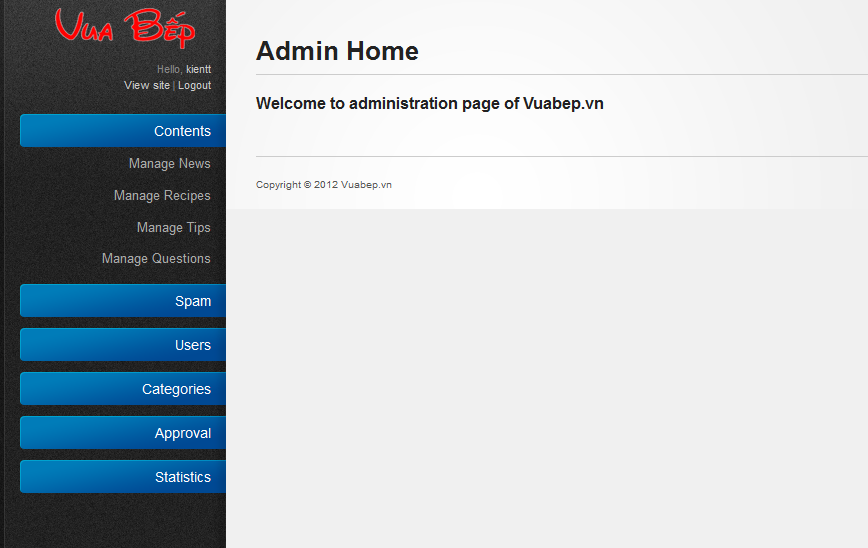 Vua Bếp
Hello, kientt
View site | Logout
Contents
Manage News
Manage Recipes
Manage Tips
Manage Questions
Spam
Users
Categories
Approval
Statistics
Admin Home
Welcome to administration page of Vuabep.vn
Copyright © 2012 Vuabep.vn